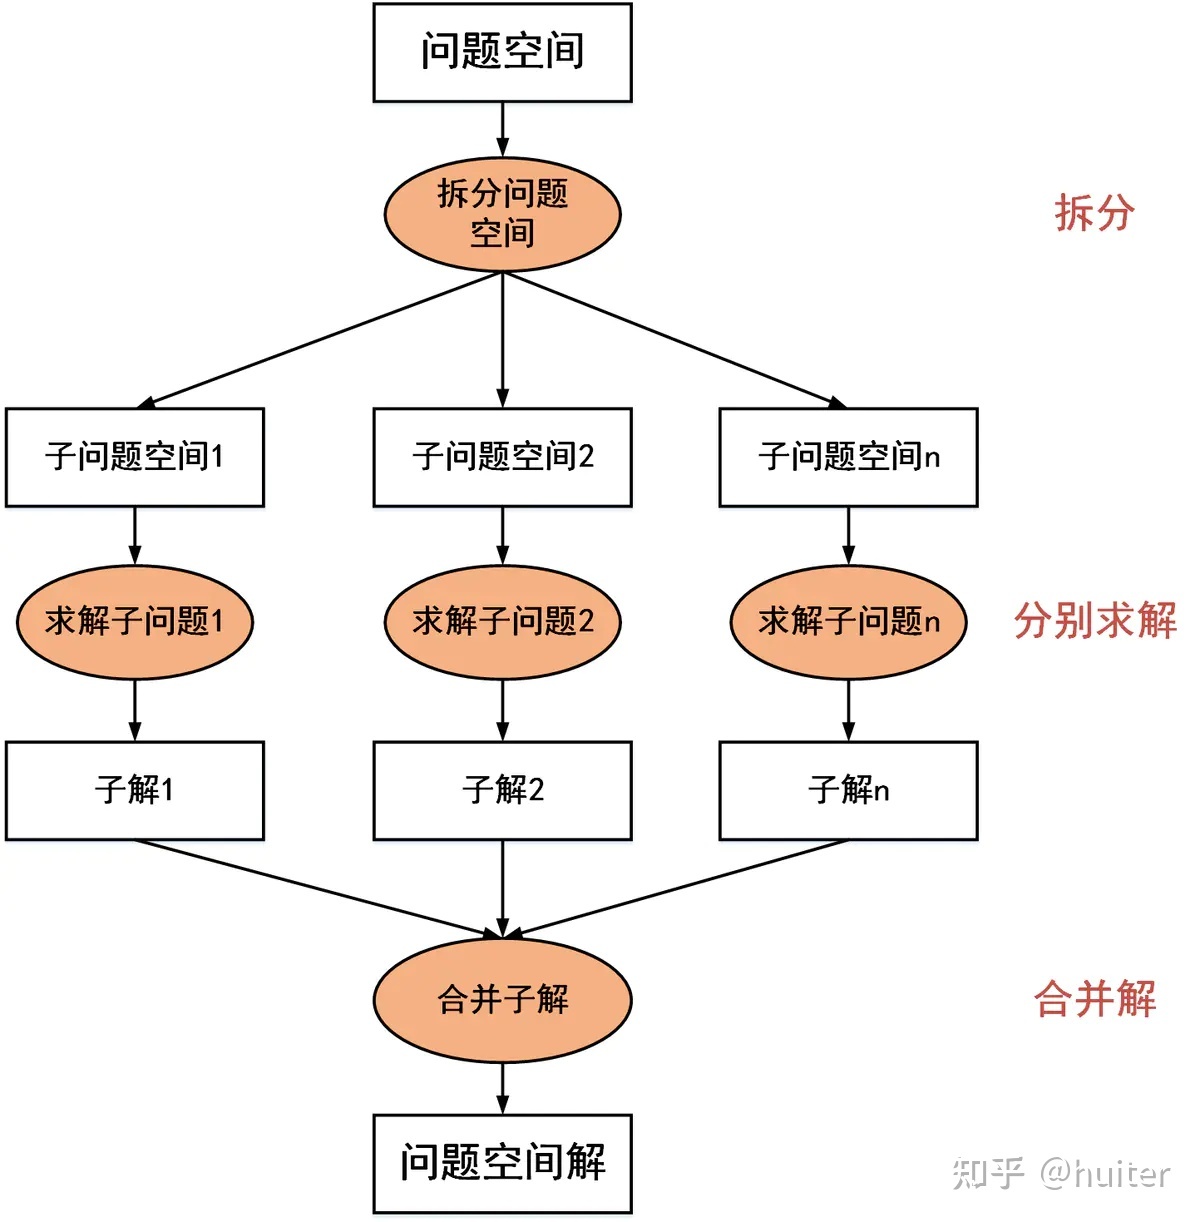 问题空间
拆分问题
空间
拆分
子问题空间1
子问题空间2
子问题空间n
求解子问题1
求解子问题2
求解子问题n
分别求解
子解1
子解2
子解n
合并子解
合并解
问题空间解
知乎 @huiter